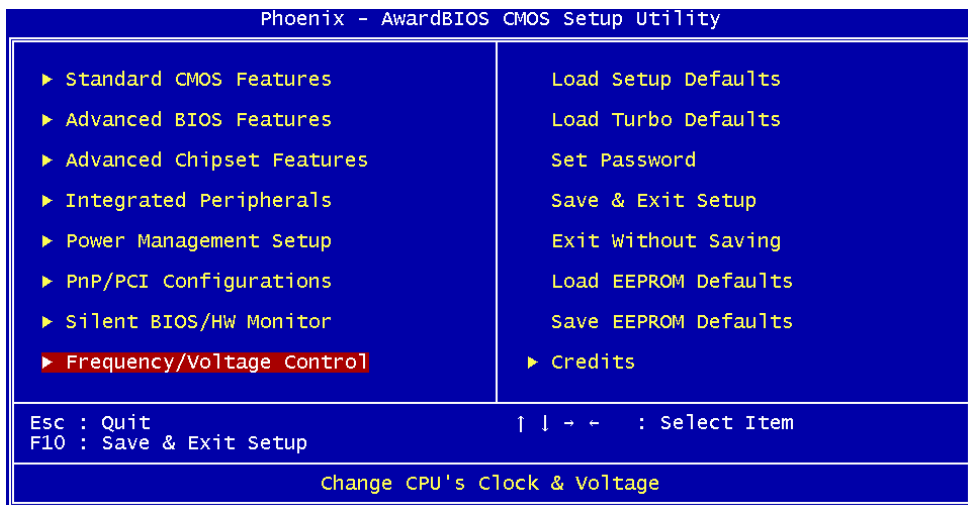 Phoenix - AwardBIOS CMOS Setup Utility
▶ Standard CMOS Features
▶ Advanced BIOS Features
▶ Advanced Chipset Features
▶ Integrated Peripherals
▶ Power Management Setup
▶ PnP/PCI Configurations
▶ Silent BIOS/HW Monitor
▶ Frequency/Voltage Control
Load Setup Defaults
Load Turbo Defaults
Set Password
Save & Exit Setup
Exit Without Saving
Load EEPROM Defaults
Save EEPROM Defaults
▶ Credits
Esc : Quit
F10 : Save & Exit Setup
↑ ↓ → ← : Select Item
Change CPU's Clock & Voltage